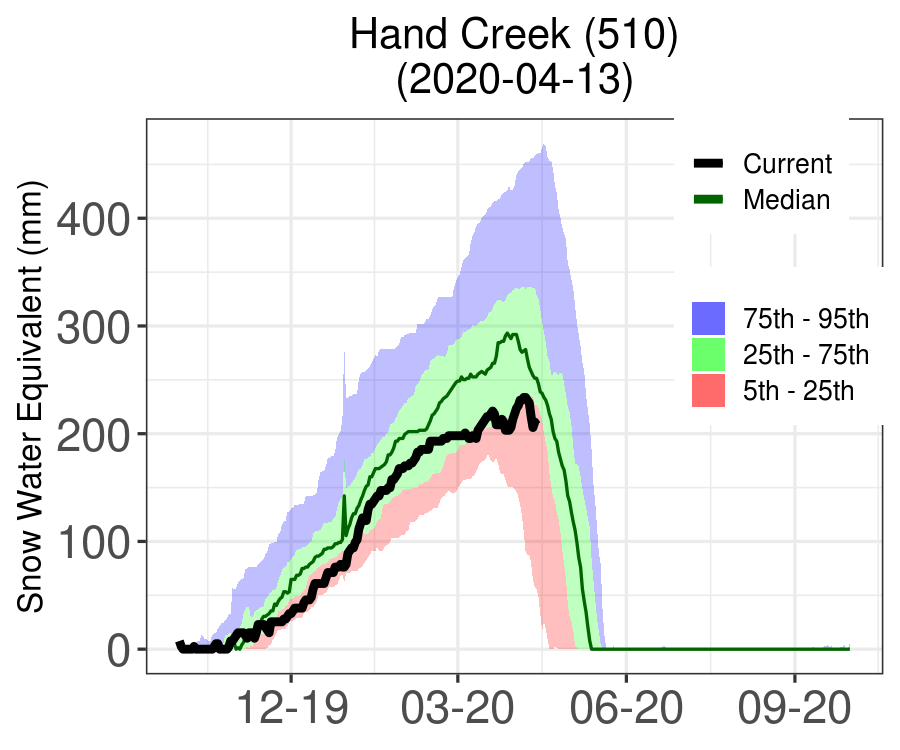 Hand Creek (510)
(2020-04-13)
Snow Water Equivalent (mm)
400
300
200
100
0
12-19
03-20
06-20
09-20
Current
Median
75th - 95th
25th - 75th
5th - 25th